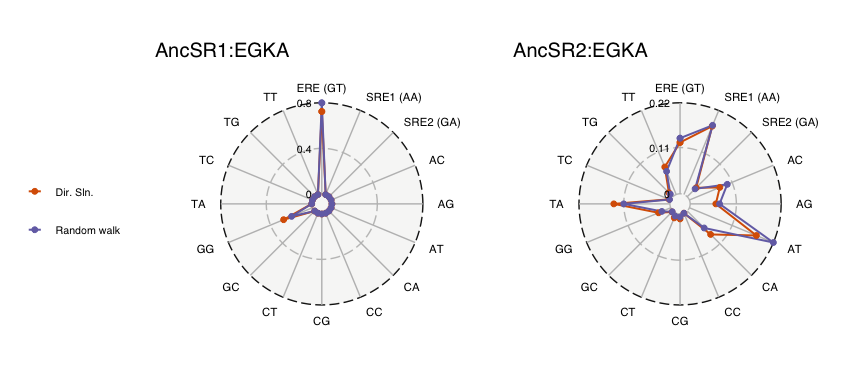 AncSR1:EGKA
AncSR2:EGKA
Dir. Sln.
Random walk
ERE (GT)
SRE1 (AA)
SRE2 (GA)
AC
AG
AT
CA
CC
CG
CT
GC
GG
TA
TC
TG
TT
0.8
0.4
0
ERE (GT)
SRE1 (AA)
SRE2 (GA)
AC
AG
AT
CA
CC
CG
CT
GC
GG
TA
TC
TG
TT
0.22
0.11
0